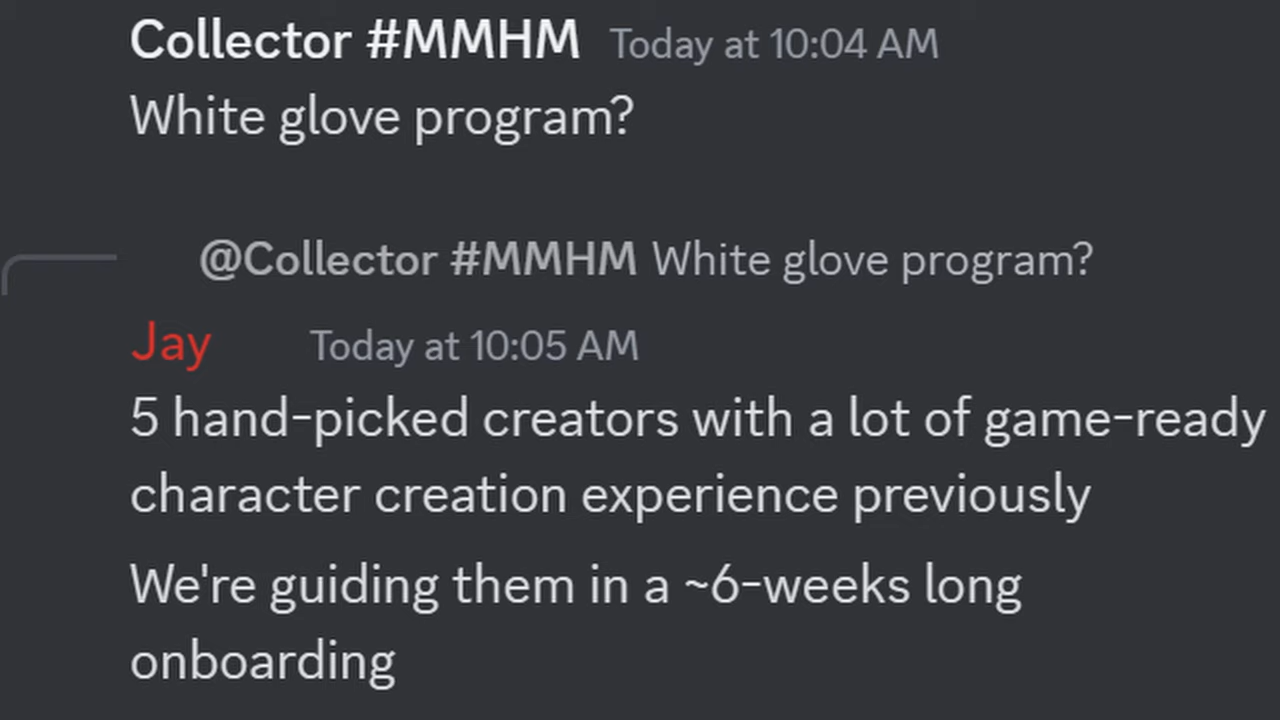 Collector #MMHM Today at 10:04 AM
White glove program?
@Collector #MMHM White glove program?
Jay Today at 10:05 AM
5 hand-picked creators with a lot of game-ready
character creation experience previously
We're guiding them in a ~6-weeks long
onboarding